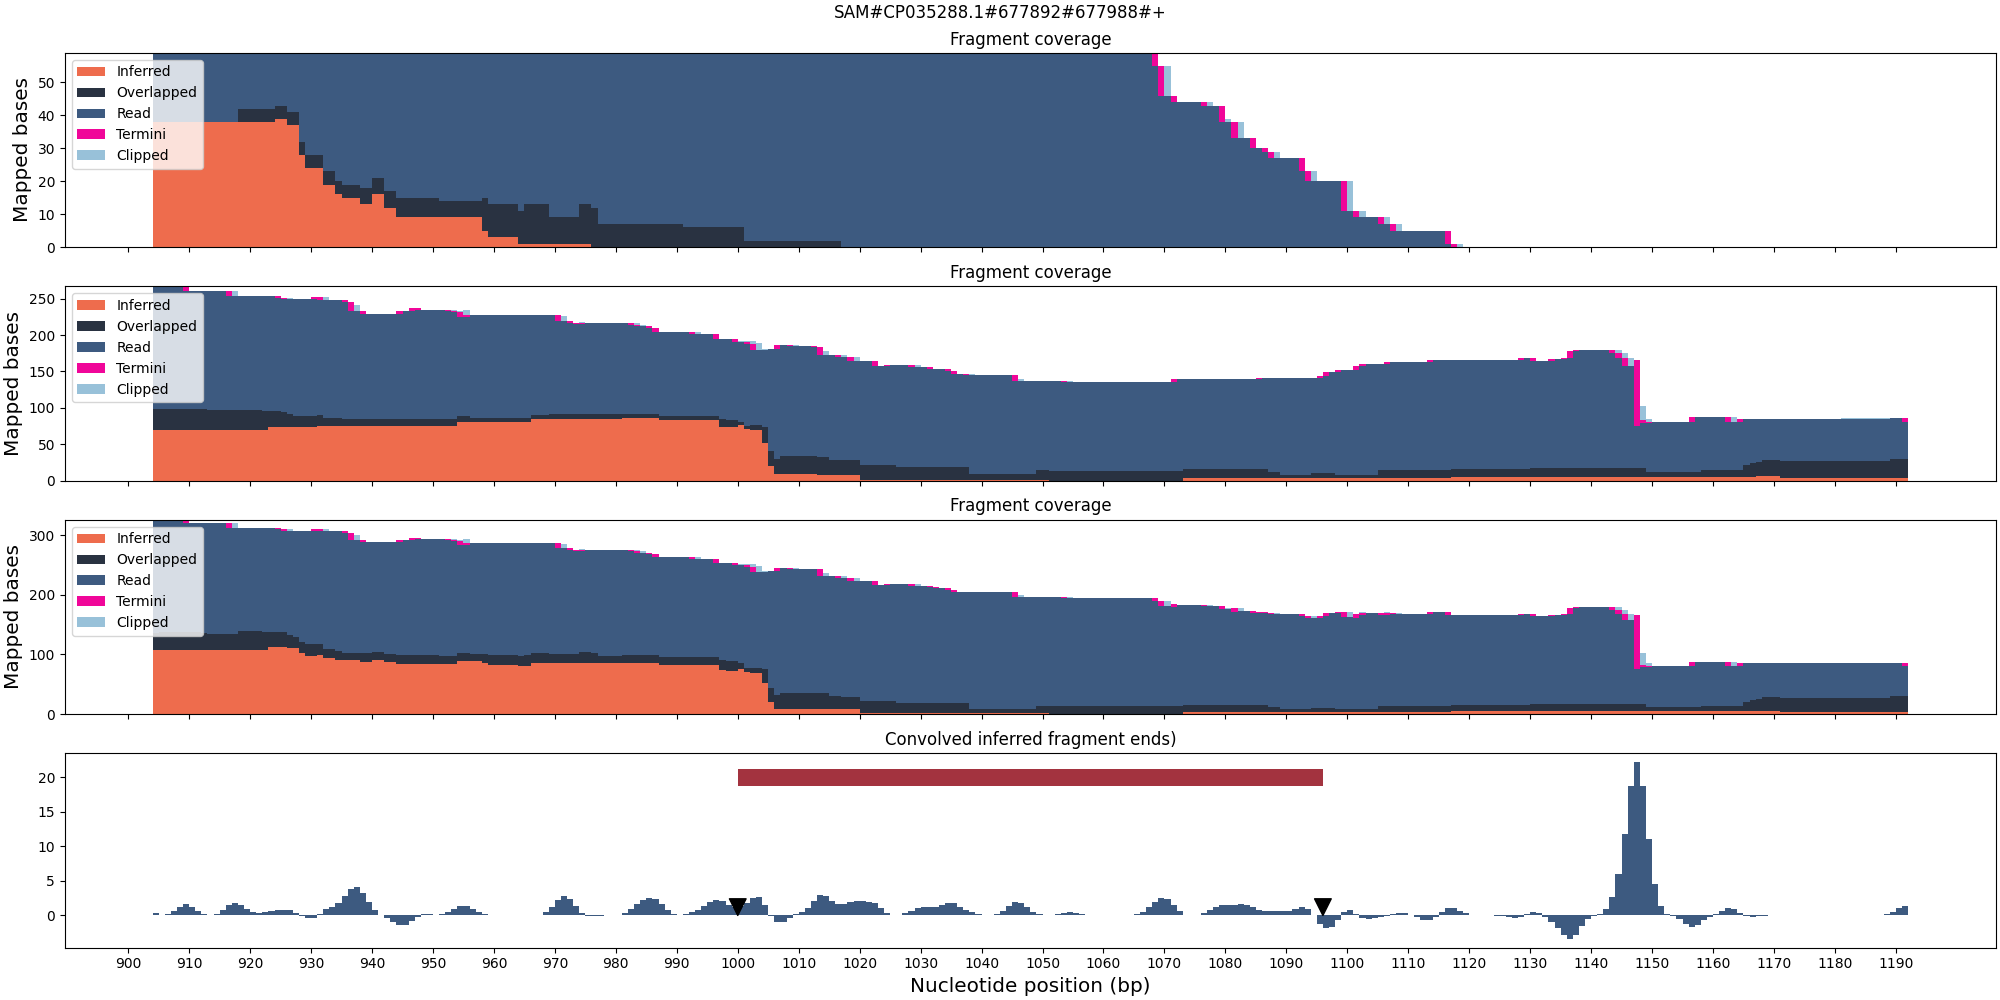 SAM#CP035288.1#677892#677988#+
Fragment coverage
Mapped bases
50
40
30
20
10
0
Inferred
Overlapped
Read
Termini
Clipped
Fragment coverage
Mapped bases
250
200
150
100
50
0
Inferred
Overlapped
Read
Termini
Clipped
Fragment coverage
Mapped bases
300
200
100
0
Inferred
Overlapped
Read
Termini
Clipped
Convolved inferred fragment ends)
20
15
10
5
0
900 910 920 930 940 950 960 970 980 990 1000 1010 1020 1030 1040 1050 1060 1070 1080 1090 1100 1110 1120 1130 1140 1150 1160 1170 1180 1190
Nucleotide position (bp)